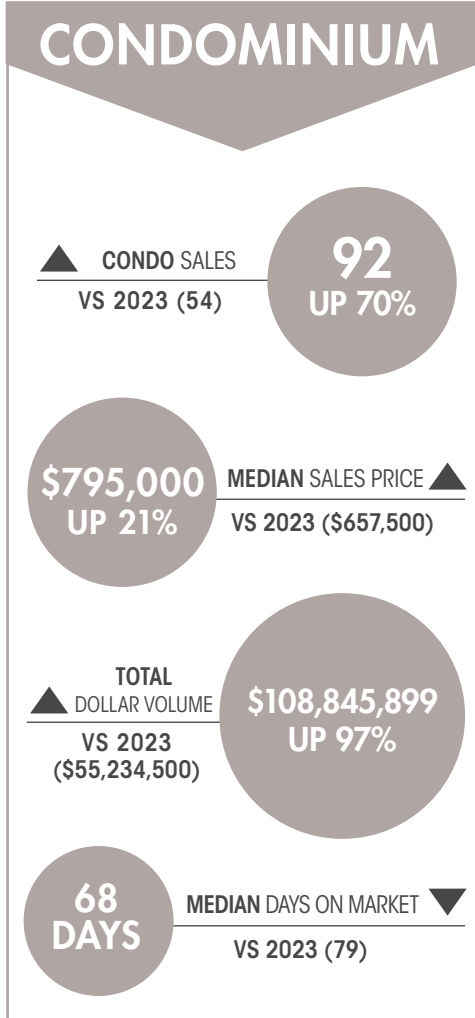 CONDOMINIUM
CONDO SALES
VS 2023 (54)
92
UP 70%
$795,000
UP 21%
MEDIAN SALES PRICE
VS 2023 ($657,500)
TOTAL
DOLLAR VOLUME
VS 2023
($55,234,500)
$108,845,899
UP 97%
68
DAYS
MEDIAN DAYS ON MARKET
VS 2023 (79)